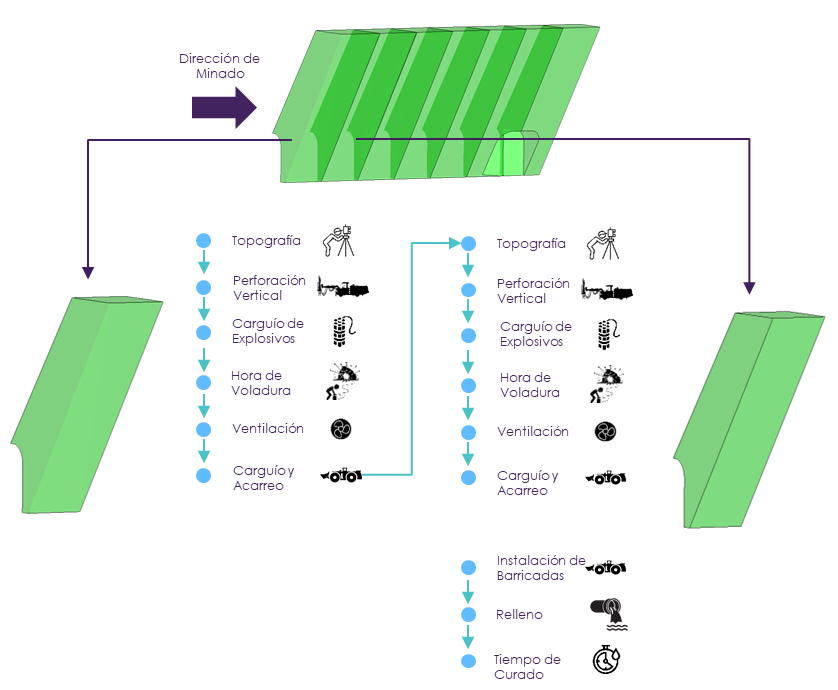 Dirección de
Minado
Topografía
Perforación
Vertical
Carguío de
Explosivos
Hora de
Voladura
Ventilación
Carguío y
Acarreo
Topografía
Perforación
Vertical
Carguío de
Explosivos
Hora de
Voladura
Ventilación
Carguío y
Acarreo
Instalación de
Barricadas
Relleno
Tiempo de
Curado